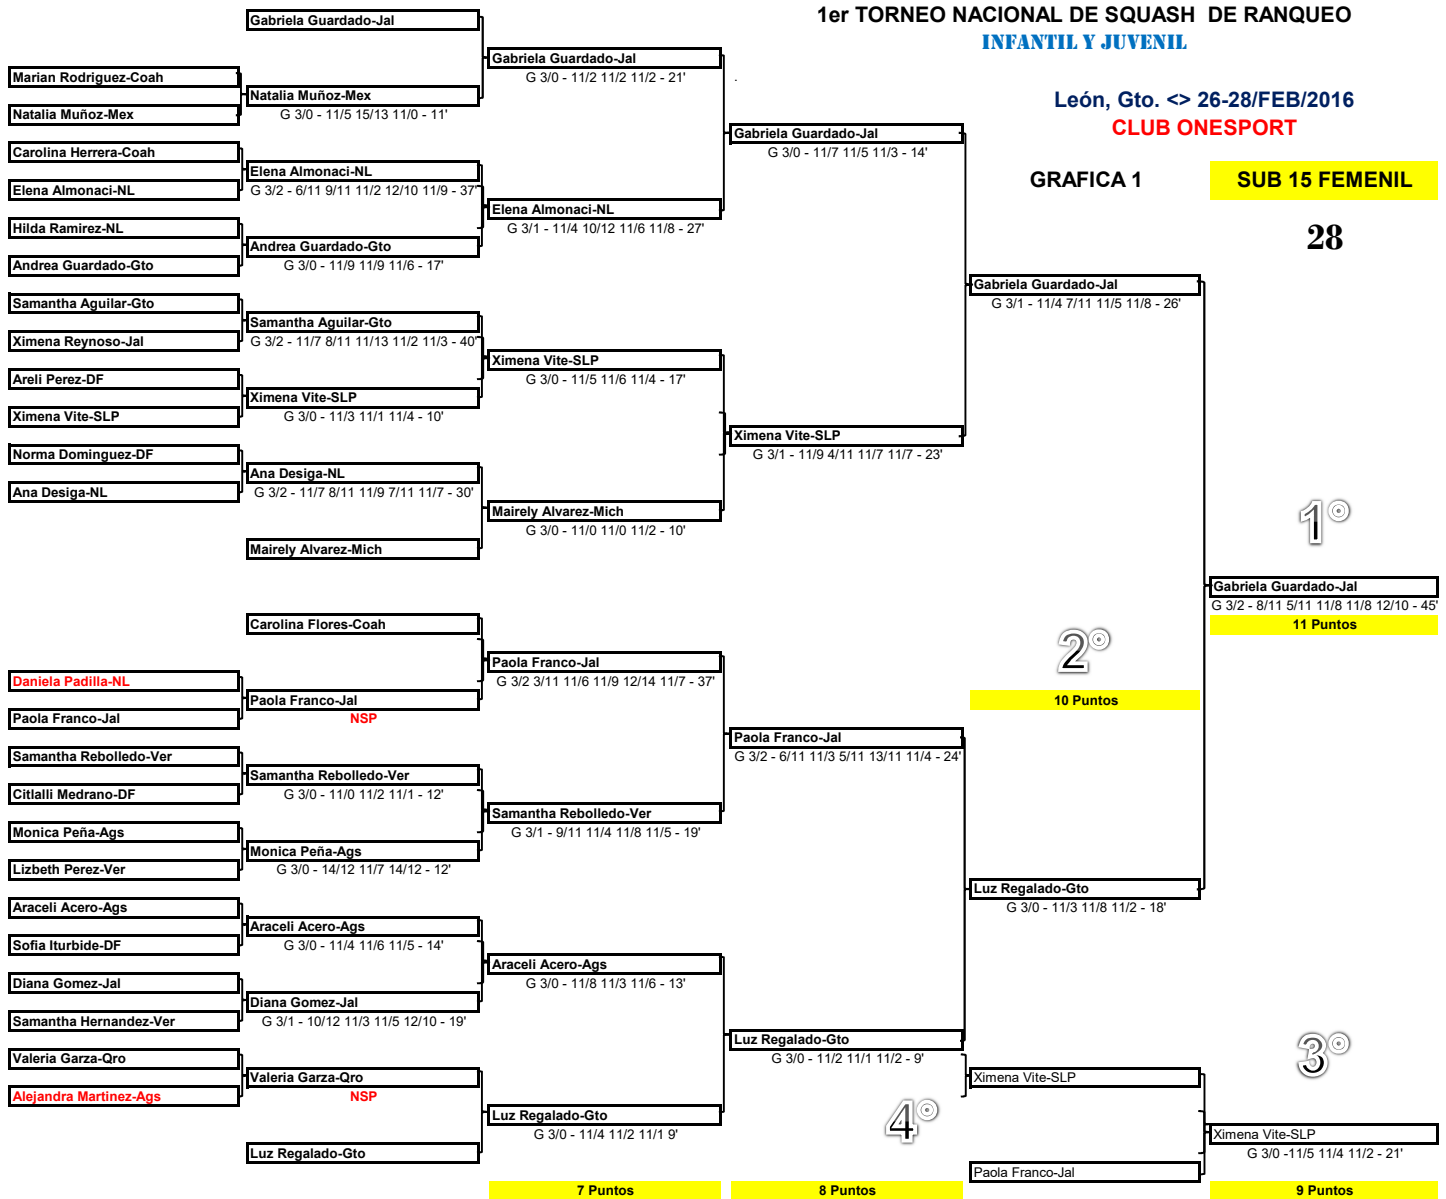 1er TORNEO NACIONAL DE SQUASH DE RANQUEO
INFANTIL Y JUVENIL
León, Gto. <> 26-28/FEB/2016
CLUB ONESPORT
GRAFICA 1
SUB 15 FEMENIL
28
Marian Rodriguez-Coah
Natalia Muñoz-Mex
Carolina Herrera-Coah
Elena Almonaci-NL
Hilda Ramirez-NL
Andrea Guardado-Gto
Samantha Aguilar-Gto
Ximena Reynoso-Jal
Areli Perez-DF
Ximena Vite-SLP
Norma Dominguez-DF
Ana Desiga-NL
Daniela Padilla-NL
Paola Franco-Jal
Samantha Rebolledo-Ver
Citlalli Medrano-DF
Monica Peña-Ags
Lizbeth Perez-Ver
Araceli Acero-Ags
Sofia Iturbide-DF
Diana Gomez-Jal
Samantha Hernandez-Ver
Valeria Garza-Qro
Alejandra Martinez-Ags
Gabriela Guardado-Jal
Natalia Muñoz-Mex
G 3/0 - 11/5 15/13 11/0 - 11'
Elena Almonaci-NL
G 3/2 - 6/11 9/11 11/2 12/10 11/9 - 37'
Andrea Guardado-Gto
G 3/0 - 11/9 11/9 11/6 - 17'
Samantha Aguilar-Gto
G 3/2 - 11/7 8/11 11/13 11/2 11/3 - 40'
Ximena Vite-SLP
G 3/0 - 11/3 11/1 11/4 - 10'
Ana Desiga-NL
G 3/2 - 11/7 8/11 11/9 7/11 11/7 - 30'
Mairely Alvarez-Mich
Carolina Flores-Coah
Paola Franco-Jal
NSP
Samantha Rebolledo-Ver
G 3/0 - 11/0 11/2 11/1 - 12'
Monica Peña-Ags
G 3/0 - 14/12 11/7 14/12 - 12'
Araceli Acero-Ags
G 3/0 - 11/4 11/6 11/5 - 14'
Diana Gomez-Jal
G 3/1 - 10/12 11/3 11/5 12/10 - 19'
Valeria Garza-Qro
NSP
Luz Regalado-Gto
Gabriela Guardado-Jal
G 3/0 - 11/2 11/2 11/2 - 21'
Elena Almonaci-NL
G 3/1 - 11/4 10/12 11/6 11/8 - 27'
Ximena Vite-SLP
G 3/0 - 11/5 11/6 11/4 - 17'
Mairely Alvarez-Mich
G 3/0 - 11/0 11/0 11/2 - 10'
Paola Franco-Jal
G 3/2 3/11 11/6 11/9 12/14 11/7 - 37'
Samantha Rebolledo-Ver
G 3/1 - 9/11 11/4 11/8 11/5 - 19'
Araceli Acero-Ags
G 3/0 - 11/8 11/3 11/6 - 13'
Luz Regalado-Gto
G 3/0 - 11/4 11/2 11/1 9'
7 Puntos
.
Gabriela Guardado-Jal
G 3/0 - 11/7 11/5 11/3 - 14'
Ximena Vite-SLP
G 3/1 - 11/9 4/11 11/7 11/7 - 23'
Paola Franco-Jal
G 3/2 - 6/11 11/3 5/11 13/11 11/4 - 24'
Luz Regalado-Gto
G 3/0 - 11/2 11/1 11/2 - 9'
4°
8 Puntos
Gabriela Guardado-Jal
G 3/1 - 11/4 7/11 11/5 11/8 - 26'
2°
10 Puntos
Luz Regalado-Gto
G 3/0 - 11/3 11/8 11/2 - 18'
Ximena Vite-SLP
Paola Franco-Jal
1°
Gabriela Guardado-Jal
G 3/2 - 8/11 5/11 11/8 11/8 12/10 - 45'
11 Puntos
3°
Ximena Vite-SLP
G 3/0 -11/5 11/4 11/2 - 21'
9 Puntos